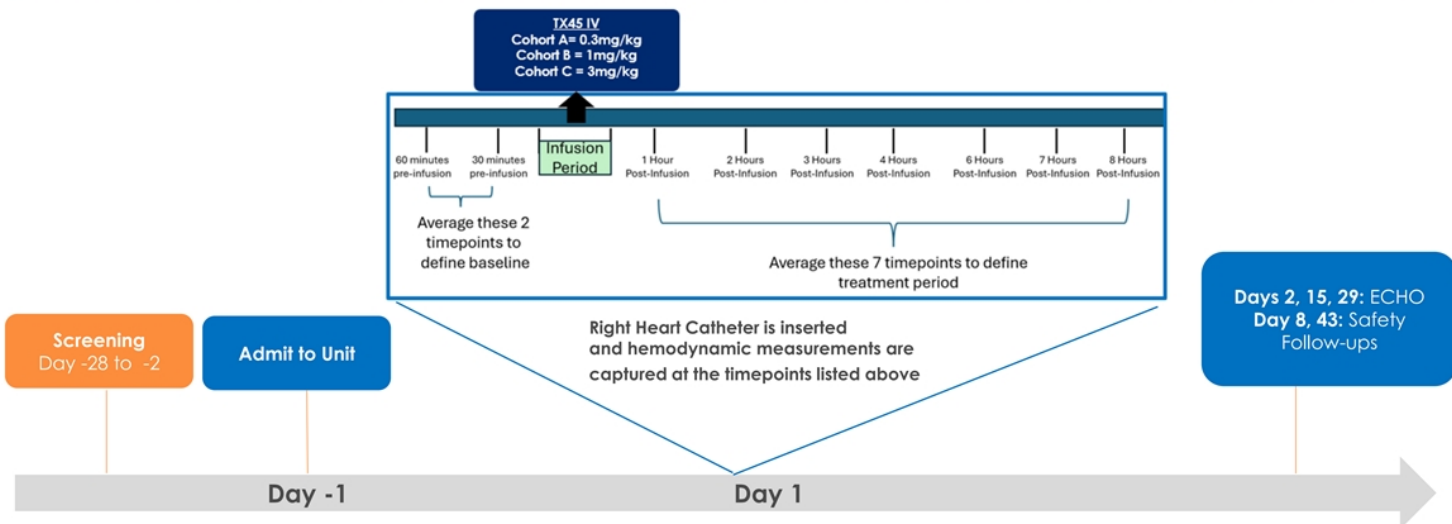 TX45 IV
Cohort A= 0.3mg/kg
Cohort B = 1mg/kg
Cohort C = 3mg/kg
60 minutes
pre-infusion
30 minutes
pre-infusion
Infusion
Period
1 Hour
Post-Infusion
2 Hours
Post-Infusion
3 Hours
Post-Infusion
4 Hours
Post-Infusion
6 Hours
Post-Infusion
7 Hours
Post-Infusion
8 Hours
Post-Infusion
Average these 2
timepoints to
define baseline
Average these 7 timepoints to define
treatment period
Screening
Day -28 to -2
Admit to Unit
Right Heart Catheter is inserted
and hemodynamic measurements are
captured at the timepoints listed above
Days 2, 15, 29: ECHO
Day 8, 43: Safety
Follow-ups
Day -1
Day 1